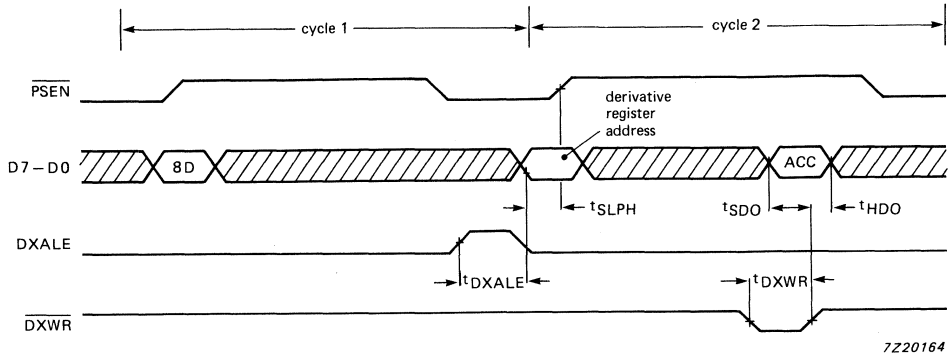 cycle 1
cycle 2
PSEN
derivative
register
address
D7–D0
8D
ACC
tSLPH
tSDO
tHDO
DXALE
tDXALE
tDXWR
DXWR
7Z20164